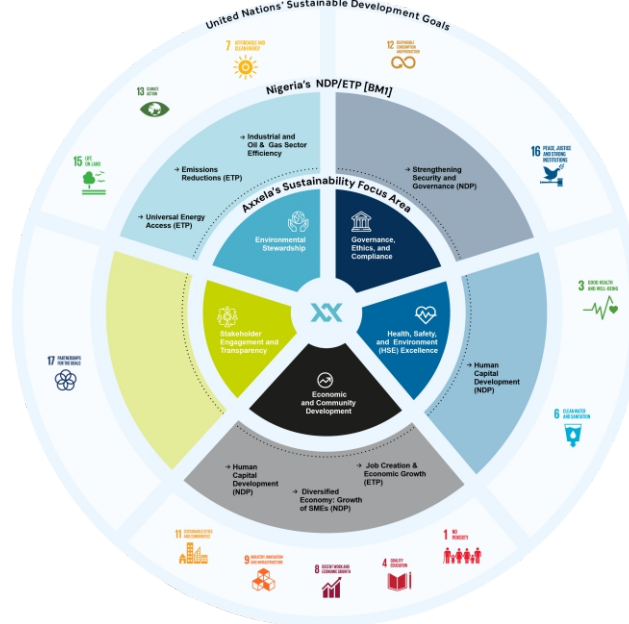 United Nations' Sustainable Development Goals
7 AFFORDABLE AND
CLEAN ENERGY
12 RESPONSIBLE
CONSUMPTION
AND PRODUCTION
13 CLIMATE
ACTION
Nigeria's NDP/ETP [BM1]
→ Industrial and
Oil & Gas Sector
Efficiency
→ Emissions
Reductions (ETP)
→ Strengthening
Security and
Governance (NDP)
15 LIFE
ON LAND
16 PEACE, JUSTICE
AND STRONG
INSTITUTIONS
→ Universal Energy
Access (ETP)
Axxela's Sustainability Focus Area
Environmental
Stewardship
Governance,
Ethics, and
Compliance
3 GOOD HEALTH
AND WELL-BEING
XX
Stakeholder
Engagement and
Transparency
Health, Safety,
and Environment
(HSE) Excellence
17 PARTNERSHIPS
FOR THE GOALS
→ Human
Capital
Development
(NDP)
Economic
and Community
Development
6 CLEAN WATER
AND SANITATION
→ Human
Capital
Development
(NDP)
→ Diversified
Economy: Growth
of SMEs (NDP)
→ Job Creation &
Economic Growth
(ETP)
11 SUSTAINABLE CITIES
AND COMMUNITIES
9 INDUSTRY, INNOVATION
AND INFRASTRUCTURE
8 DECENT WORK AND
ECONOMIC GROWTH
4 QUALITY
EDUCATION
1 NO
POVERTY